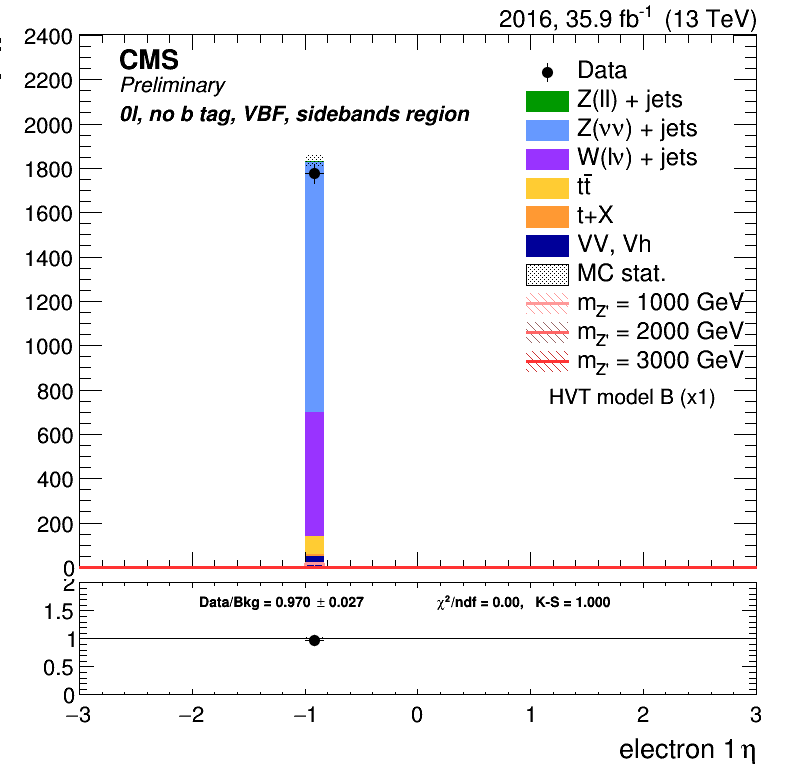 2016, 35.9 fb⁻¹ (13 TeV)
CMS
Preliminary
0l, no b tag, VBF, sidebands region
Data
Z(ll) + jets
Z(νν) + jets
W(lν) + jets
tt̄
t+X
VV, Vh
MC stat.
m_Z' = 1000 GeV
m_Z' = 2000 GeV
m_Z' = 3000 GeV
HVT model B (x1)
2400
2200
2000
1800
1600
1400
1200
1000
800
600
400
200
0
Data/Bkg = 0.970 ± 0.027 χ²/ndf = 0.00, K-S = 1.000
2
1.5
1
0.5
0
−3 −2 −1 0 1 2 3
electron 1 η